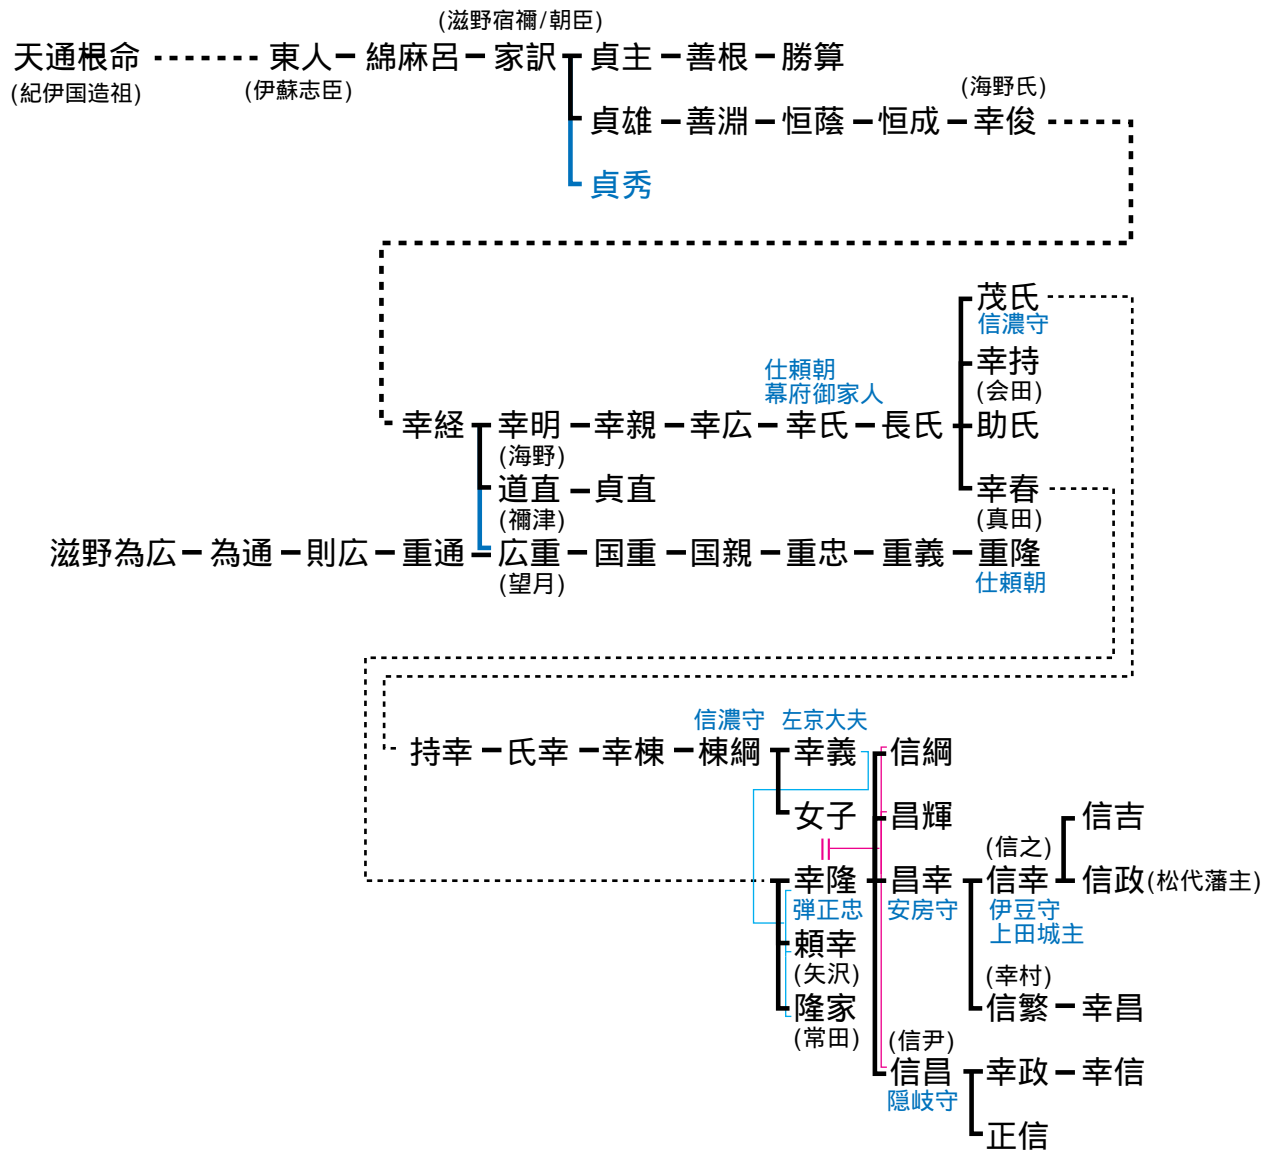 (滋野宿禰/朝臣)
天通根命 東人 綿麻呂 家訳 貞主 善根 勝算
(紀伊国造祖) (伊蘇志臣) (海野氏)
貞雄 善淵 恒蔭 恒成 幸俊
貞秀
茂氏
信濃守
仕頼朝 幸持
幕府御家人 (会田)
幸経 幸明 幸親 幸広 幸氏 長氏 助氏
(海野)
道直 貞直 幸春
(禰津) (真田)
滋野為広 為通 則広 重通 広重 国重 国親 重忠 重義 重隆
(望月) 仕頼朝
信濃守 左京大夫
持幸 氏幸 幸棟 棟綱 幸義 信綱
女子 昌輝 信吉
(信之)
幸隆 昌幸 信幸 信政(松代藩主)
弾正忠 安房守 伊豆守
上田城主
頼幸
(矢沢) (幸村)
隆家 信繁 幸昌
(常田) (信尹)
信昌 幸政 幸信
隠岐守
正信